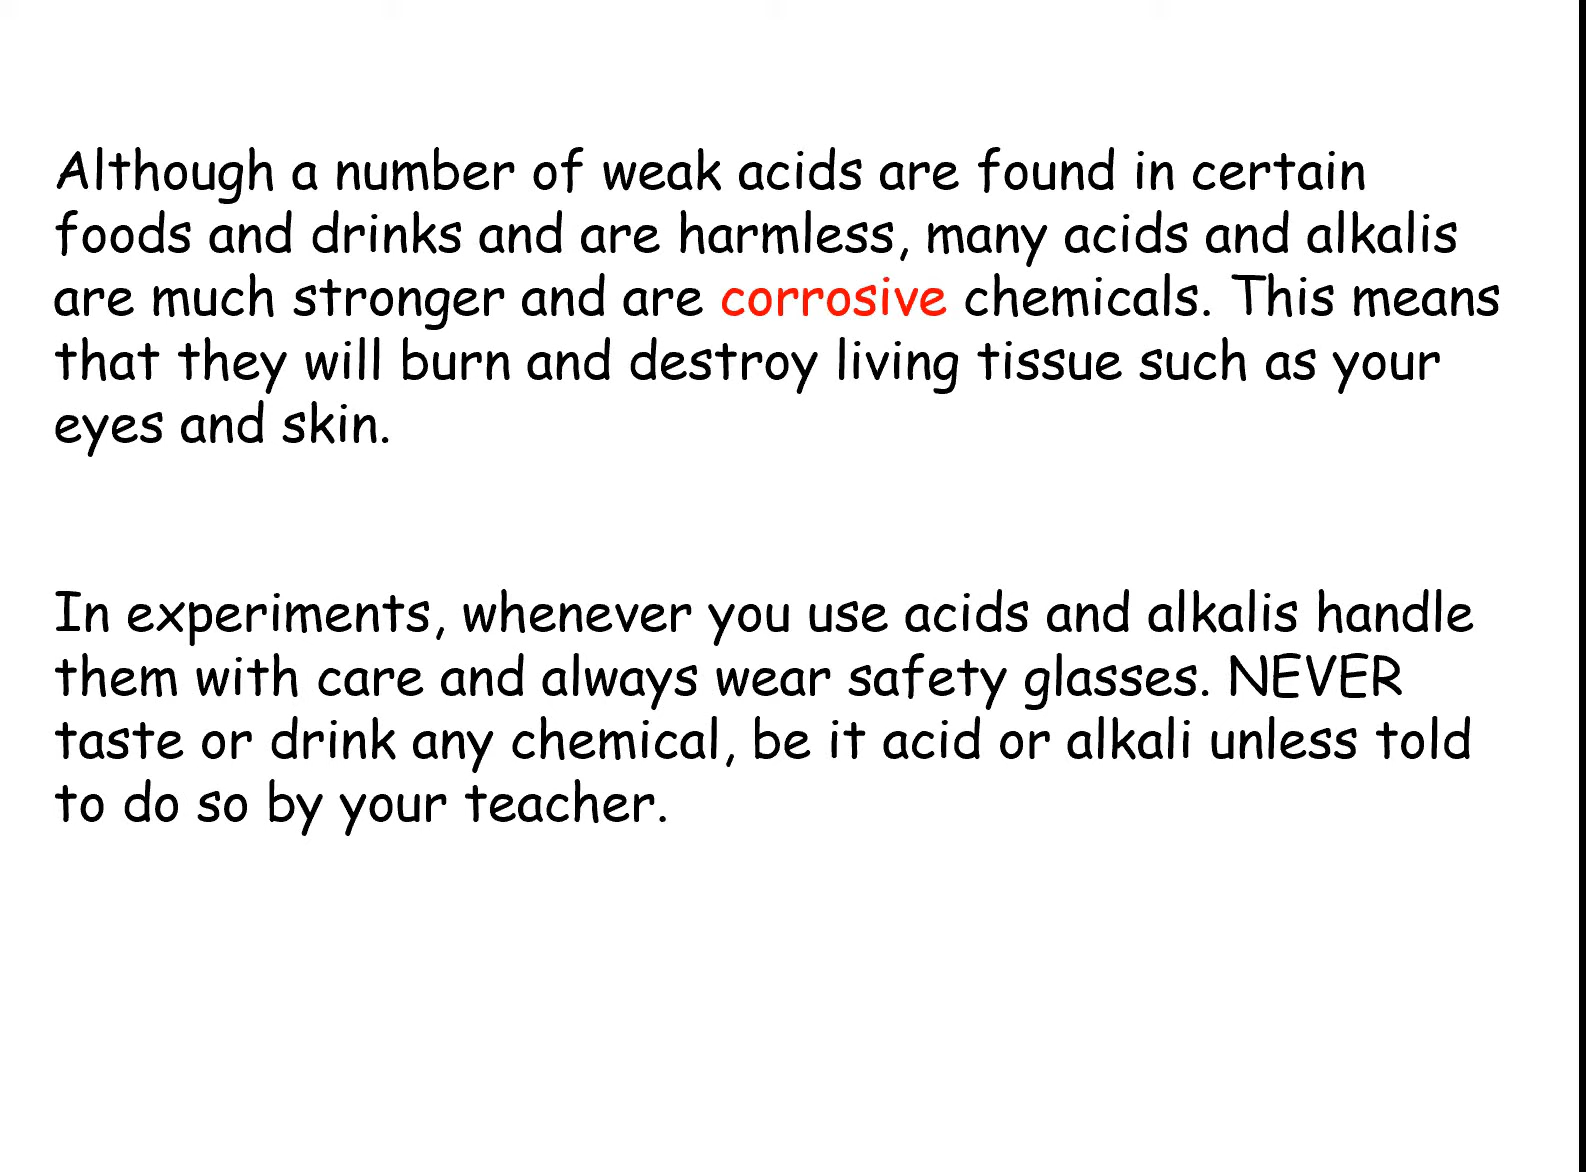 Although a number of weak acids are found in certain
foods and drinks and are harmless, many acids and alkalis
are much stronger and are corrosive chemicals. This means
that they will burn and destroy living tissue such as your
eyes and skin.
In experiments, whenever you use acids and alkalis handle
them with care and always wear safety glasses. NEVER
taste or drink any chemical, be it acid or alkali unless told
to do so by your teacher.